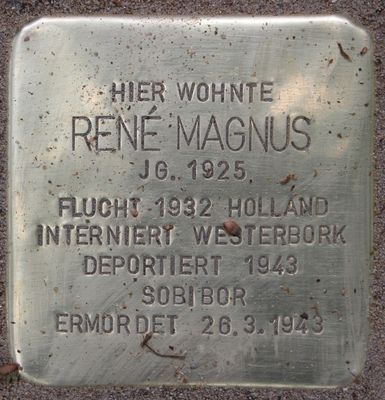 HIER WOHNTE
RENÉ MAGNUS
JG. 1925
FLUCHT 1932 HOLLAND
INTERNIERT WESTERBORK
DEPORTIERT 1943
SOBIBOR
ERMORDET 26.3.1943